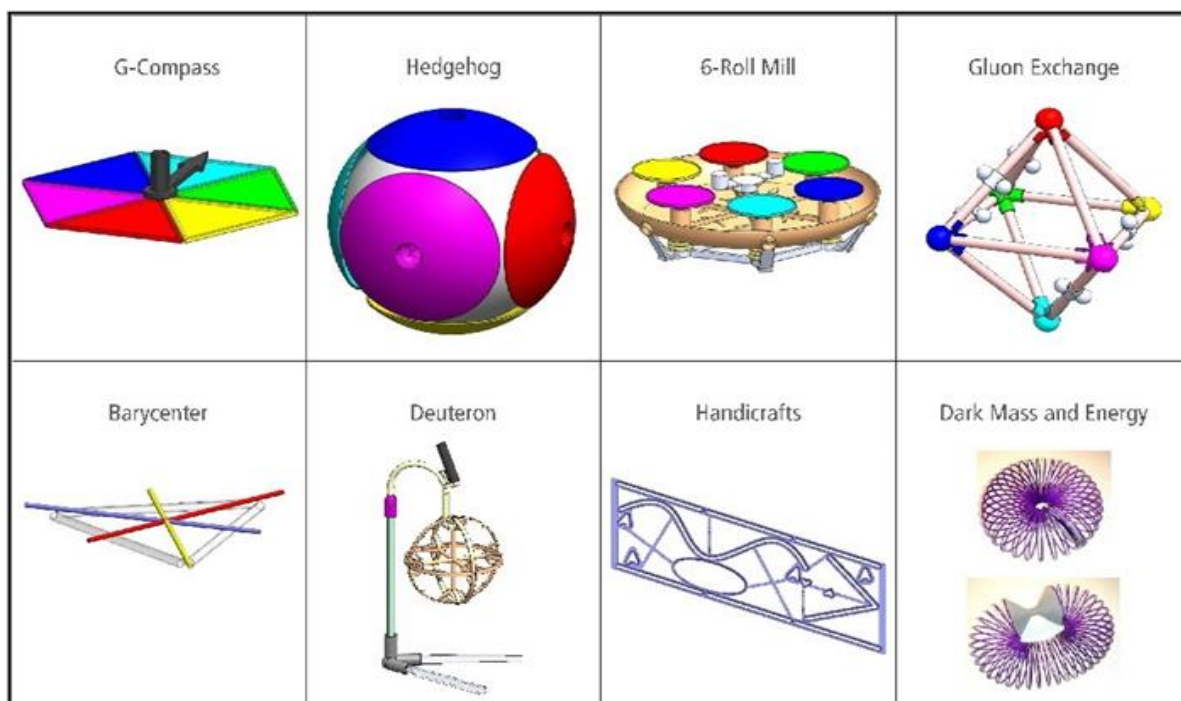 G-Compass
Hedgehog
6-Roll Mill
Gluon Exchange
Barycenter
Deuteron
Handicrafts
Dark Mass and Energy